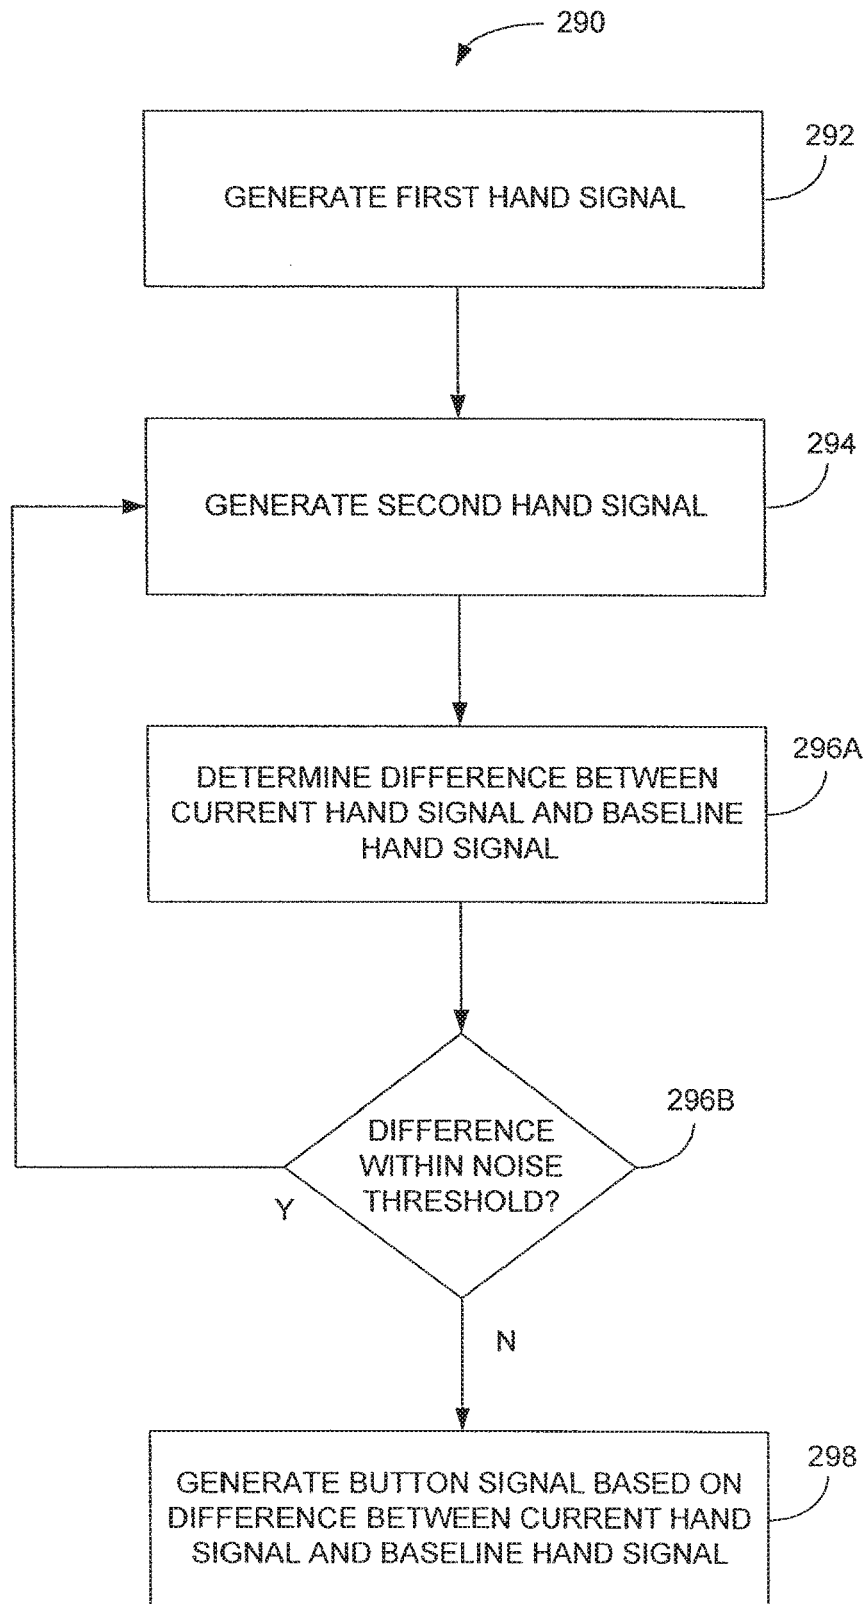 290
292
GENERATE FIRST HAND SIGNAL
294
GENERATE SECOND HAND SIGNAL
296A
DETERMINE DIFFERENCE BETWEEN
CURRENT HAND SIGNAL AND BASELINE
HAND SIGNAL
296B
DIFFERENCE
WITHIN NOISE
THRESHOLD?
Y
N
298
GENERATE BUTTON SIGNAL BASED ON
DIFFERENCE BETWEEN CURRENT HAND
SIGNAL AND BASELINE HAND SIGNAL